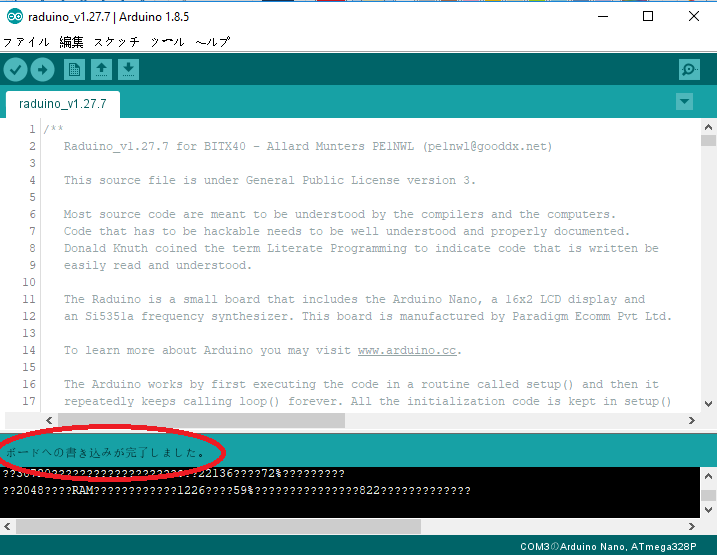 raduino_v1.27.7 | Arduino 1.8.5
ファイル 編集 スケッチ ツール ヘルプ
raduino_v1.27.7
1 /**
2 Raduino_v1.27.7 for BITX40 - Allard Munters PE1NWL (pe1nwl@gooddx.net)
3
4 This source file is under General Public License version 3.
5
6 Most source code are meant to be understood by the compilers and the computers.
7 Code that has to be hackable needs to be well understood and properly documented.
8 Donald Knuth coined the term Literate Programming to indicate code that is written be
9 easily read and understood.
10
11 The Raduino is a small board that includes the Arduino Nano, a 16x2 LCD display and
12 an Si5351a frequency synthesizer. This board is manufactured by Paradigm Ecomm Pvt Ltd.
13
14 To learn more about Arduino you may visit www.arduino.cc.
15
16 The Arduino works by first executing the code in a routine called setup() and then it
17 repeatedly keeps calling loop() forever. All the initialization code is kept in setup()
ボードへの書き込みが完了しました。
??2048????RAM????????????1226????59%???????????????822?????????????
COM3のArduino Nano, ATmega328P